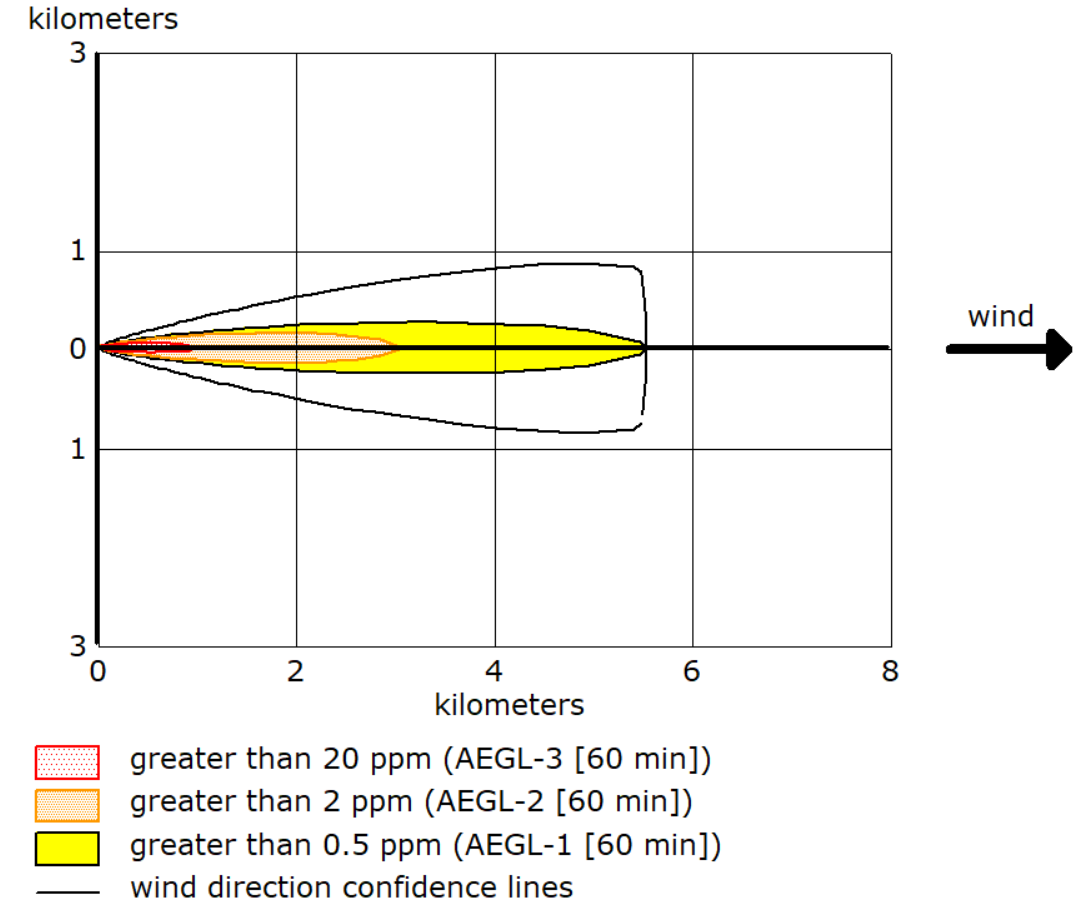 kilometers
3
1
0
1
3
0 2 4 6 8
kilometers
wind
greater than 20 ppm (AEGL-3 [60 min])
greater than 2 ppm (AEGL-2 [60 min])
greater than 0.5 ppm (AEGL-1 [60 min])
wind direction confidence lines